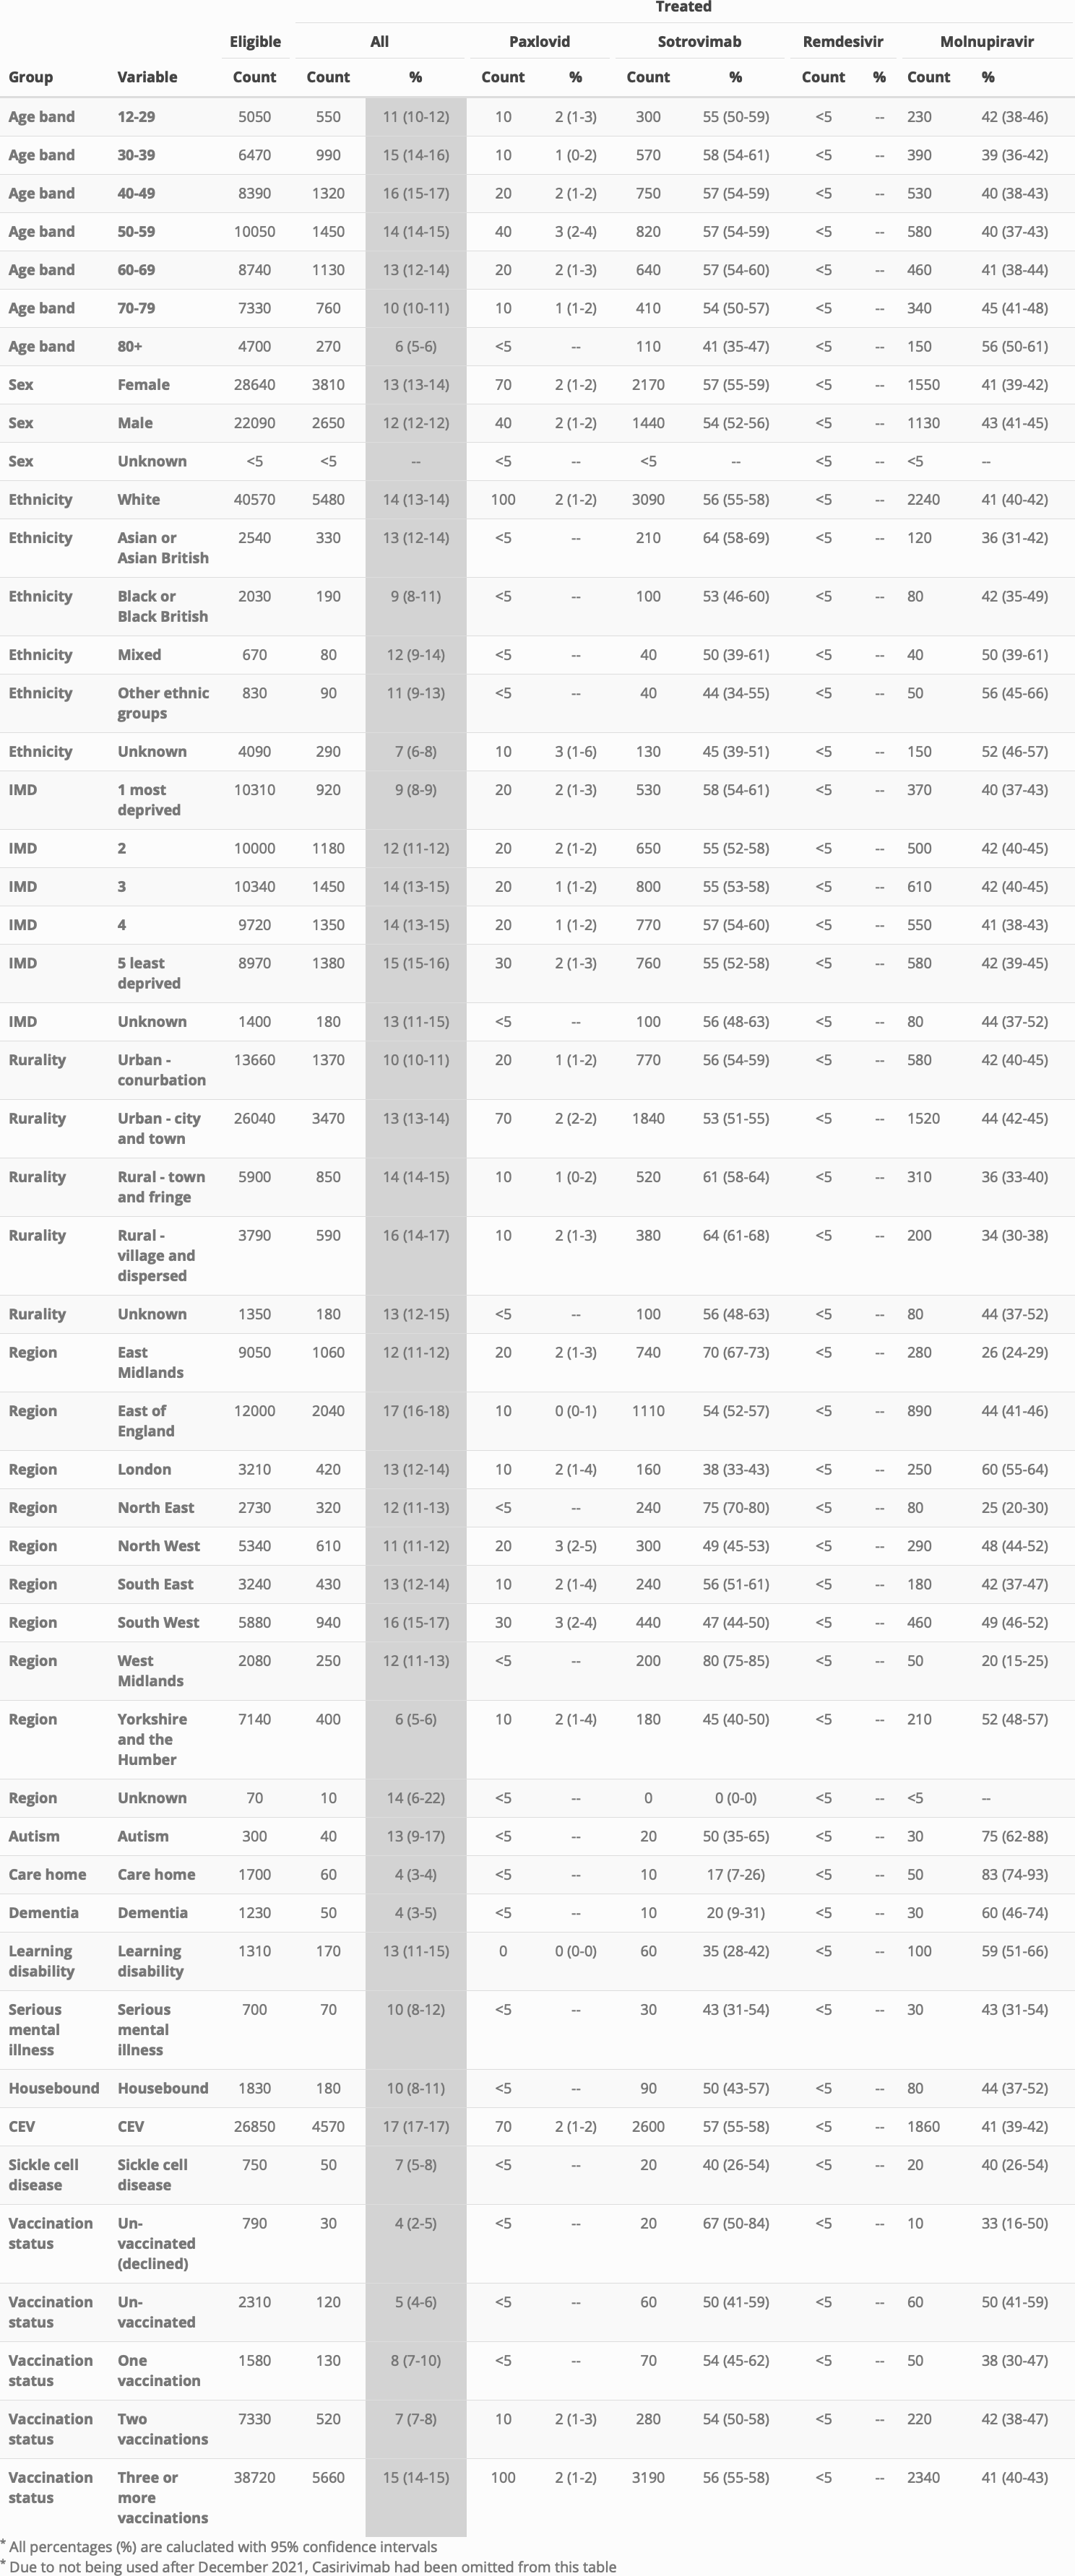 Treated
Eligible All Paxlovid Sotrovimab Remdesivir Molnupiravir
Group Variable Count Count % Count % Count % Count % Count %
Age band 12-29 5050 550 11 (10-12) 10 2 (1-3) 300 55 (50-59) <5 -- 230 42 (38-46)
Age band 30-39 6470 990 15 (14-16) 10 1 (0-2) 570 58 (54-61) <5 -- 390 39 (36-42)
Age band 40-49 8390 1320 16 (15-17) 20 2 (1-2) 750 57 (54-59) <5 -- 530 40 (38-43)
Age band 50-59 10050 1450 14 (14-15) 40 3 (2-4) 820 57 (54-59) <5 -- 580 40 (37-43)
Age band 60-69 8740 1130 13 (12-14) 20 2 (1-3) 640 57 (54-60) <5 -- 460 41 (38-44)
Age band 70-79 7330 760 10 (10-11) 10 1 (1-2) 410 54 (50-57) <5 -- 340 45 (41-48)
Age band 80+ 4700 270 6 (5-6) <5 -- 110 41 (35-47) <5 -- 150 56 (50-61)
Sex Female 28640 3810 13 (13-14) 70 2 (1-2) 2170 57 (55-59) <5 -- 1550 41 (39-42)
Sex Male 22090 2650 12 (12-12) 40 2 (1-2) 1440 54 (52-56) <5 -- 1130 43 (41-45)
Sex Unknown <5 <5 -- <5 -- <5 -- <5 -- <5 --
Ethnicity White 40570 5480 14 (13-14) 100 2 (1-2) 3090 56 (55-58) <5 -- 2240 41 (40-42)
Ethnicity Asian or 2540 330 13 (12-14) <5 -- 210 64 (58-69) <5 -- 120 36 (31-42)
Asian British
Ethnicity Black or 2030 190 9 (8-11) <5 -- 100 53 (46-60) <5 -- 80 42 (35-49)
Black British
Ethnicity Mixed 670 80 12 (9-14) <5 -- 40 50 (39-61) <5 -- 40 50 (39-61)
Ethnicity Other ethnic 830 90 11 (9-13) <5 -- 40 44 (34-55) <5 -- 50 56 (45-66)
groups
Ethnicity Unknown 4090 290 7 (6-8) 10 3 (1-6) 130 45 (39-51) <5 -- 150 52 (46-57)
IMD 1 most 10310 920 9 (8-9) 20 2 (1-3) 530 58 (54-61) <5 -- 370 40 (37-43)
deprived
IMD 2 10000 1180 12 (11-12) 20 2 (1-2) 650 55 (52-58) <5 -- 500 42 (40-45)
IMD 3 10340 1450 14 (13-15) 20 1 (1-2) 800 55 (53-58) <5 -- 610 42 (40-45)
IMD 4 9720 1350 14 (13-15) 20 1 (1-2) 770 57 (54-60) <5 -- 550 41 (38-43)
IMD 5 least 8970 1380 15 (15-16) 30 2 (1-3) 760 55 (52-58) <5 -- 580 42 (39-45)
deprived
IMD Unknown 1400 180 13 (11-15) <5 -- 100 56 (48-63) <5 -- 80 44 (37-52)
Rurality Urban - 13660 1370 10 (10-11) 20 1 (1-2) 770 56 (54-59) <5 -- 580 42 (40-45)
conurbation
Rurality Urban - city 26040 3470 13 (13-14) 70 2 (2-2) 1840 53 (51-55) <5 -- 1520 44 (42-45)
and town
Rurality Rural - town 5900 850 14 (14-15) 10 1 (0-2) 520 61 (58-64) <5 -- 310 36 (33-40)
and fringe
Rurality Rural - 3790 590 16 (14-17) 10 2 (1-3) 380 64 (61-68) <5 -- 200 34 (30-38)
village and
dispersed
Rurality Unknown 1350 180 13 (12-15) <5 -- 100 56 (48-63) <5 -- 80 44 (37-52)
Region East 9050 1060 12 (11-12) 20 2 (1-3) 740 70 (67-73) <5 -- 280 26 (24-29)
Midlands
Region East of 12000 2040 17 (16-18) 10 0 (0-1) 1110 54 (52-57) <5 -- 890 44 (41-46)
England
Region London 3210 420 13 (12-14) 10 2 (1-4) 160 38 (33-43) <5 -- 250 60 (55-64)
Region North East 2730 320 12 (11-13) <5 -- 240 75 (70-80) <5 -- 80 25 (20-30)
Region North West 5340 610 11 (11-12) 20 3 (2-5) 300 49 (45-53) <5 -- 290 48 (44-52)
Region South East 3240 430 13 (12-14) 10 2 (1-4) 240 56 (51-61) <5 -- 180 42 (37-47)
Region South West 5880 940 16 (15-17) 30 3 (2-4) 440 47 (44-50) <5 -- 460 49 (46-52)
Region West 2080 250 12 (11-13) <5 -- 200 80 (75-85) <5 -- 50 20 (15-25)
Midlands
Region Yorkshire 7140 400 6 (5-6) 10 2 (1-4) 180 45 (40-50) <5 -- 210 52 (48-57)
and the
Humber
Region Unknown 70 10 14 (6-22) <5 -- 0 0 (0-0) <5 -- <5 --
Autism Autism 300 40 13 (9-17) <5 -- 20 50 (35-65) <5 -- 30 75 (62-88)
Care home Care home 1700 60 4 (3-4) <5 -- 10 17 (7-26) <5 -- 50 83 (74-93)
Dementia Dementia 1230 50 4 (3-5) <5 -- 10 20 (9-31) <5 -- 30 60 (46-74)
Learning Learning 1310 170 13 (11-15) 0 0 (0-0) 60 35 (28-42) <5 -- 100 59 (51-66)
disability disability
Serious Serious 700 70 10 (8-12) <5 -- 30 43 (31-54) <5 -- 30 43 (31-54)
mental mental
illness illness
Housebound Housebound 1830 180 10 (8-11) <5 -- 90 50 (43-57) <5 -- 80 44 (37-52)
CEV CEV 26850 4570 17 (17-17) 70 2 (1-2) 2600 57 (55-58) <5 -- 1860 41 (39-42)
Sickle cell Sickle cell 750 50 7 (5-8) <5 -- 20 40 (26-54) <5 -- 20 40 (26-54)
disease disease
Vaccination Un- 790 30 4 (2-5) <5 -- 20 67 (50-84) <5 -- 10 33 (16-50)
status vaccinated
(declined)
Vaccination Un- 2310 120 5 (4-6) <5 -- 60 50 (41-59) <5 -- 60 50 (41-59)
status vaccinated
Vaccination One 1580 130 8 (7-10) <5 -- 70 54 (45-62) <5 -- 50 38 (30-47)
status vaccination
Vaccination Two 7330 520 7 (7-8) 10 2 (1-3) 280 54 (50-58) <5 -- 220 42 (38-47)
status vaccinations
Vaccination Three or 38720 5660 15 (14-15) 100 2 (1-2) 3190 56 (55-58) <5 -- 2340 41 (40-43)
status more
vaccinations
* All percentages (%) are caluclated with 95% confidence intervals
* Due to not being used after December 2021, Casirivimab had been omitted from this table